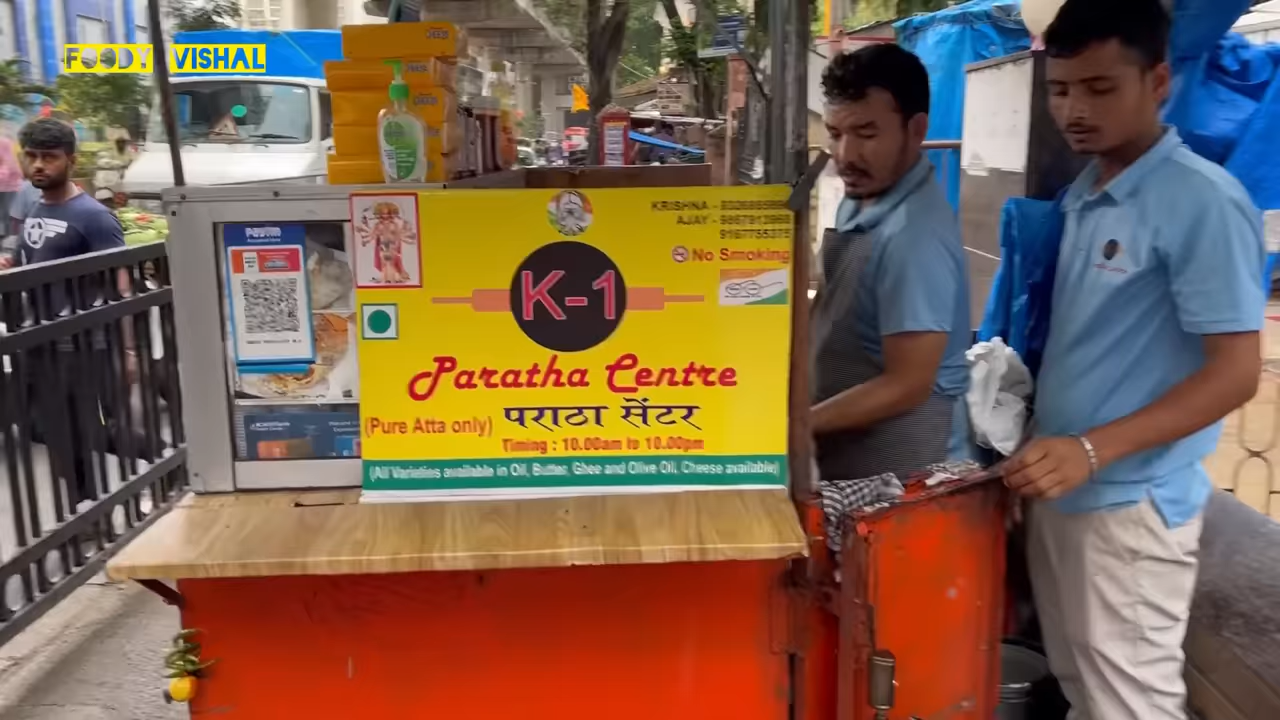 FOODY VISHAL
KRISHNA -
AJAY -
No Smoking
K-1
Paratha Centre
(Pure Atta only) पराठा सेंटर
Timing : 10.00am to 10.00pm
(All Varieties available in Oil, Butter, Ghee and Olive Oil, Cheese available)